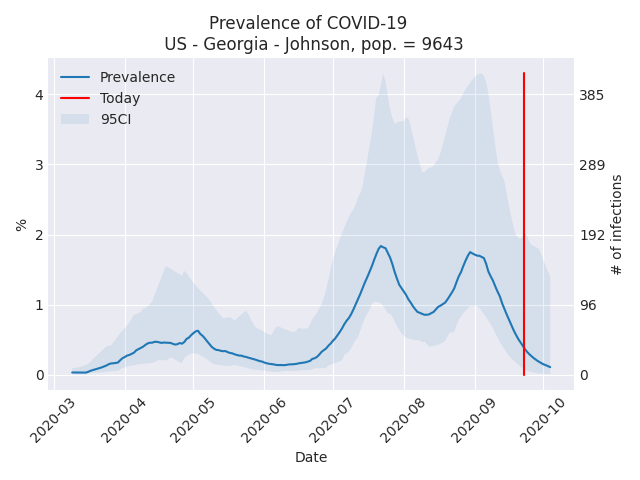 Prevalence of COVID-19
US - Georgia - Johnson, pop. = 9643
Prevalence
Today
95CI
4
3
2
1
0
%
385
289
192
96
0
# of infections
2020-03
2020-04
2020-05
2020-06
2020-07
2020-08
2020-09
2020-10
Date